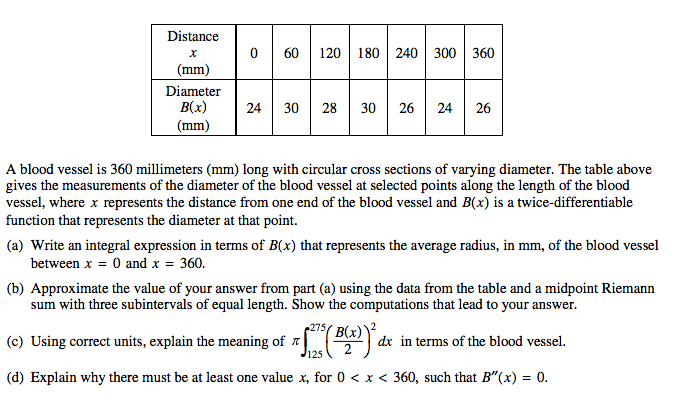 Distance
x
(mm)
0 60 120 180 240 300 360
Diameter
B(x)
(mm)
24 30 28 30 26 24 26
A blood vessel is 360 millimeters (mm) long with circular cross sections of varying diameter. The table above
gives the measurements of the diameter of the blood vessel at selected points along the length of the blood
vessel, where x represents the distance from one end of the blood vessel and B(x) is a twice-differentiable
function that represents the diameter at that point.
(a) Write an integral expression in terms of B(x) that represents the average radius, in mm, of the blood vessel
between x = 0 and x = 360.
(b) Approximate the value of your answer from part (a) using the data from the table and a midpoint Riemann
sum with three subintervals of equal length. Show the computations that lead to your answer.
(c) Using correct units, explain the meaning of π∫₁₂₅²⁷⁵(B(x)/2)² dx in terms of the blood vessel.
(d) Explain why there must be at least one value x, for 0 < x < 360, such that B″(x) = 0.